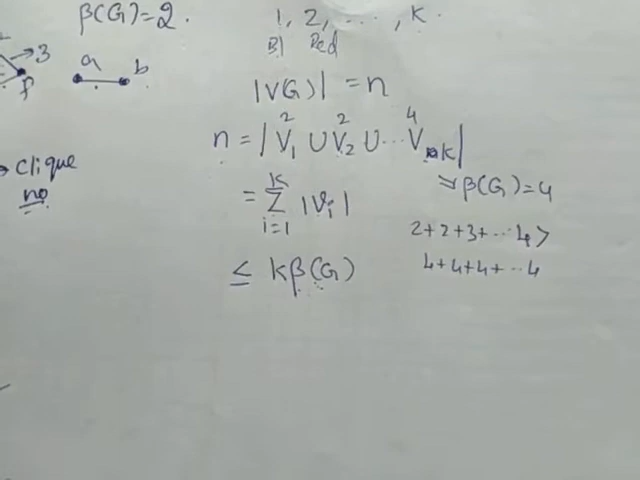 β(G)=2.
1, 2, ..., K.
Bl Red
→3
P
a b
|V(G)| = n
2 2 4
n = |V₁ ∪ V₂ ∪ ... Vₖ|
→ clique
no
⇒ β(G)=4
= Σ_{i=1}^{K} |Vᵢ|
2+2+3+...4>
4+4+4+...4
≤ Kβ(G)